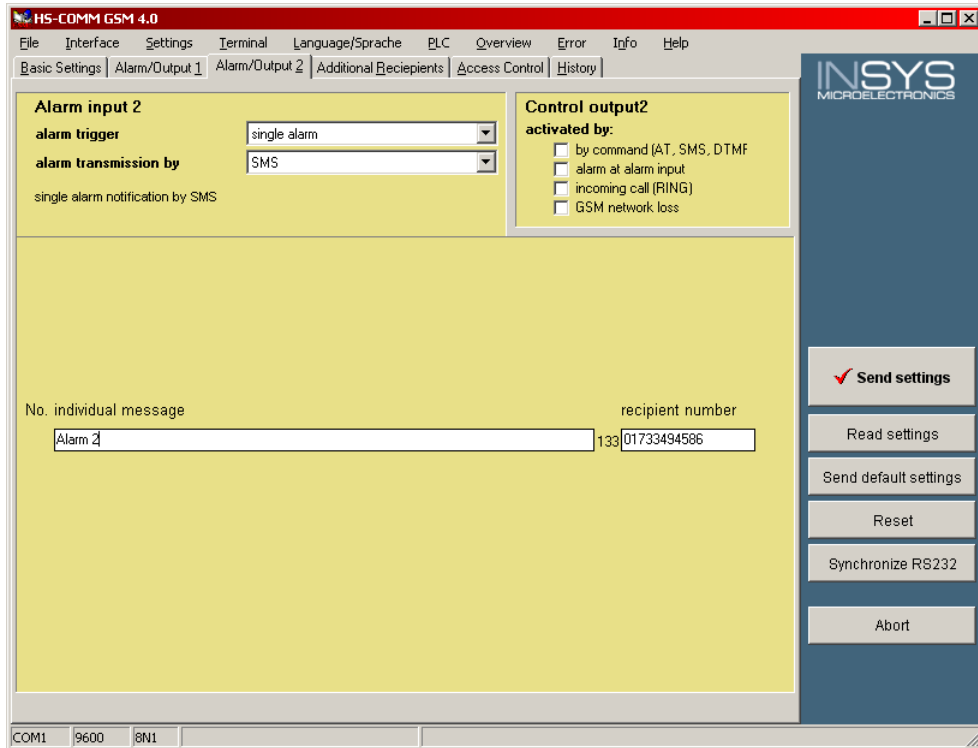 HS-COMM GSM 4.0
File Interface Settings Terminal Language/Sprache PLC Overview Error Info Help
Basic Settings Alarm/Output 1 Alarm/Output 2 Additional Reciepients Access Control History
INSYS
MICROELECTRONICS
Alarm input 2
alarm trigger single alarm
alarm transmission by SMS
single alarm notification by SMS
Control output2
activated by:
by command (AT, SMS, DTMF
alarm at alarm input
incoming call (RING)
GSM network loss
No. individual message recipient number
Alarm 2 133 01733494586
Send settings
Read settings
Send default settings
Reset
Synchronize RS232
Abort
COM1 9600 8N1